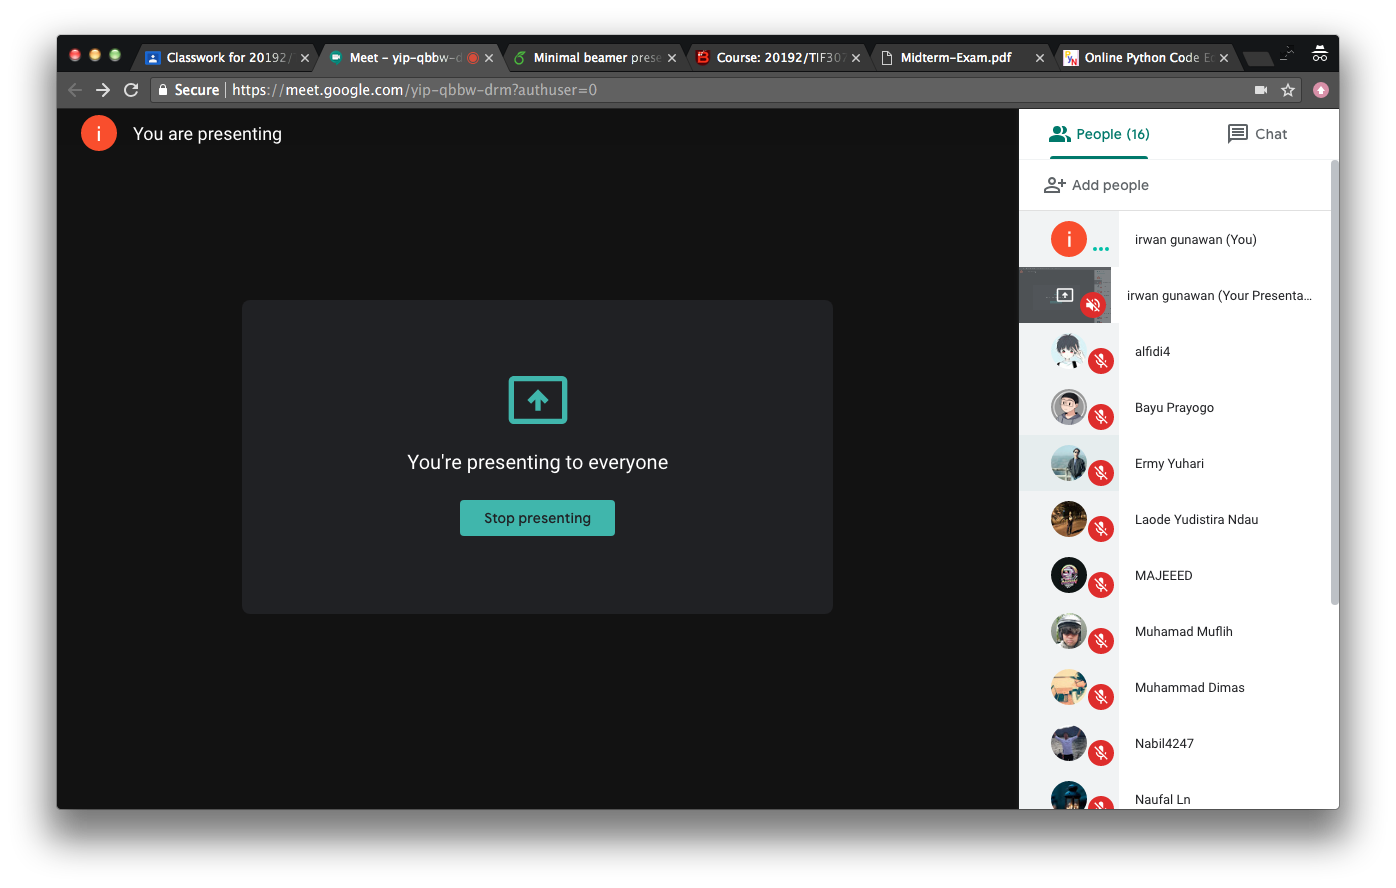 Classwork for 20192/
Meet – yip-qbbw-d
Minimal beamer prese
Course: 20192/TIF307
Midterm-Exam.pdf
Online Python Code Ed
Secure | https://meet.google.com/yip-qbbw-drm?authuser=0
i
You are presenting
People (16)
Chat
Add people
i
irwan gunawan (You)
irwan gunawan (Your Presenta...
alfidi4
Bayu Prayogo
Ermy Yuhari
Laode Yudistira Ndau
MAJEEED
Muhamad Muflih
Muhammad Dimas
Nabil4247
Naufal Ln
You're presenting to everyone
Stop presenting